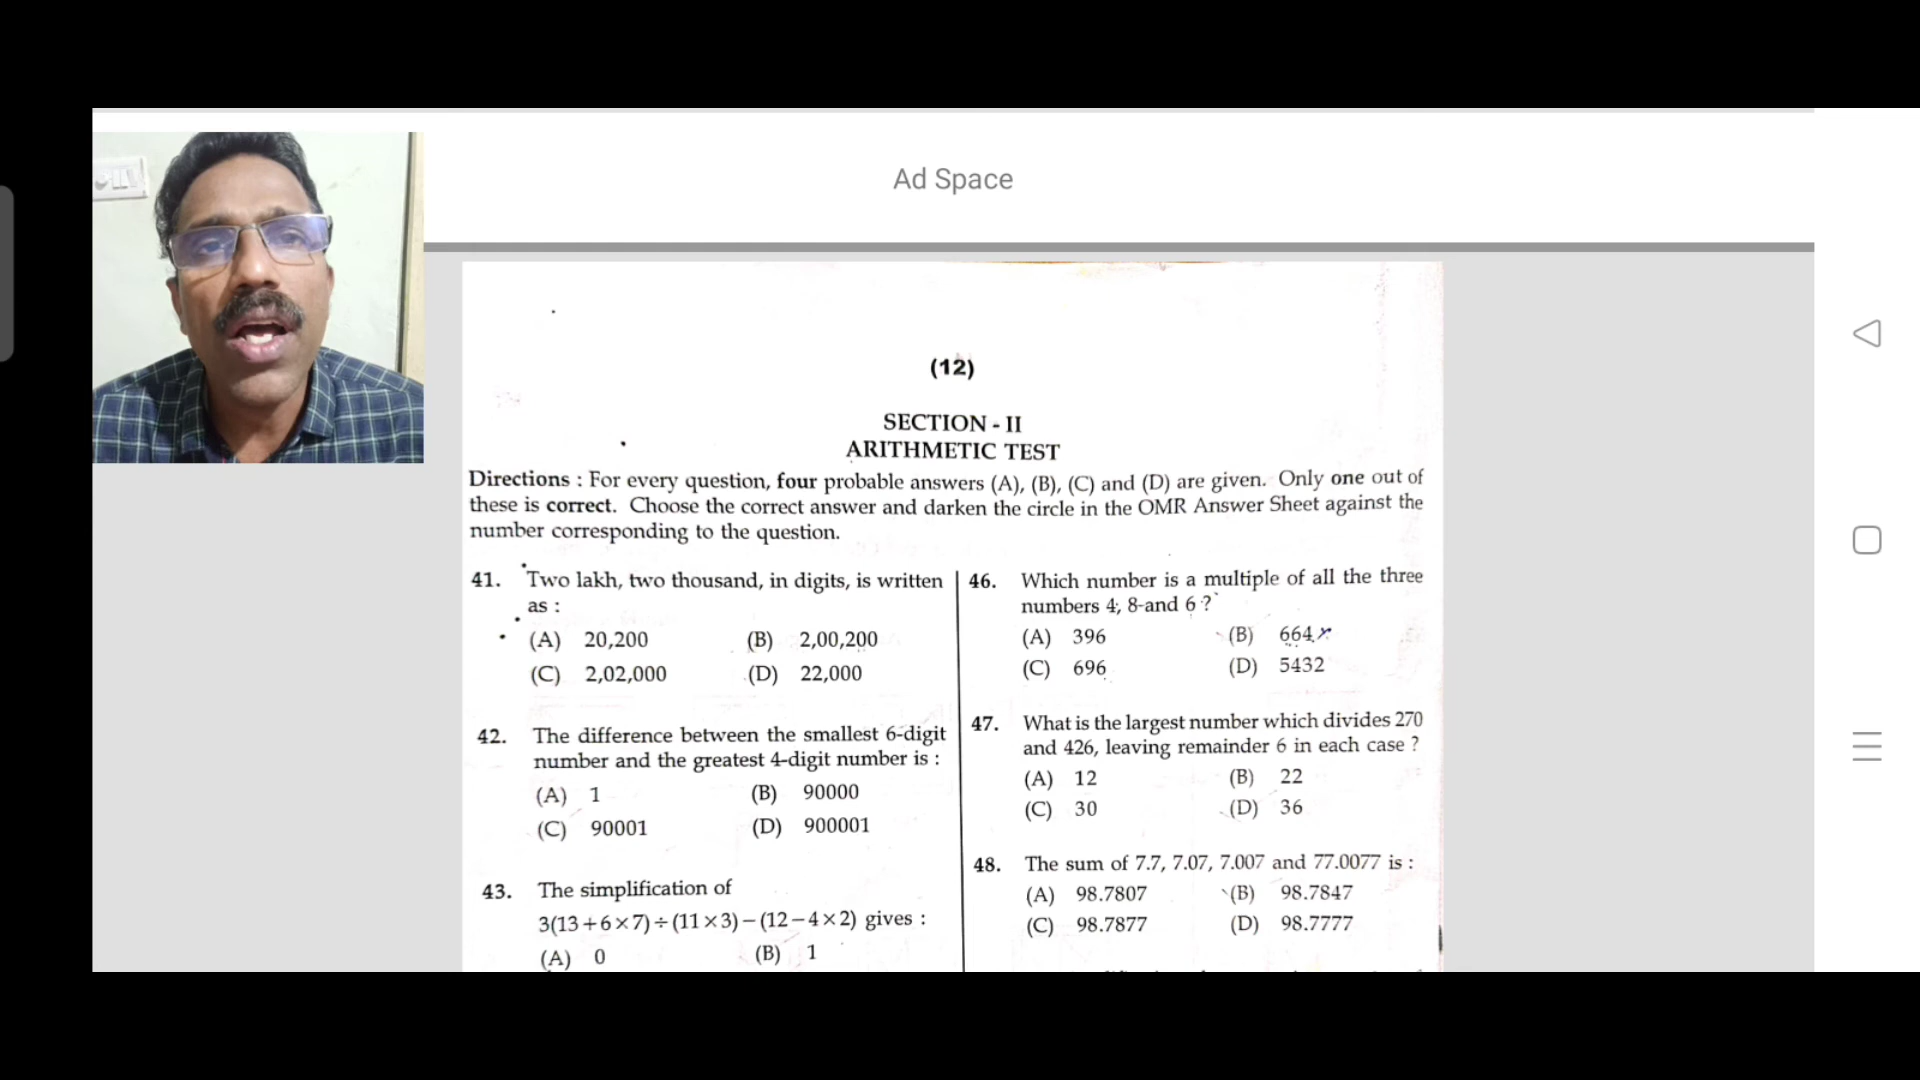 Ad Space
(12)
SECTION - II
ARITHMETIC TEST
Directions : For every question, four probable answers (A), (B), (C) and (D) are given. Only one out of
these is correct. Choose the correct answer and darken the circle in the OMR Answer Sheet against the
number corresponding to the question.
41. Two lakh, two thousand, in digits, is written
as :
(A) 20,200 (B) 2,00,200
(C) 2,02,000 (D) 22,000
42. The difference between the smallest 6-digit
number and the greatest 4-digit number is :
(A) 1 (B) 90000
(C) 90001 (D) 900001
43. The simplification of
3(13+6×7)÷(11×3)−(12−4×2) gives :
(A) 0 (B) 1
46. Which number is a multiple of all the three
numbers 4, 8 and 6 ?
(A) 396 (B) 664
(C) 696 (D) 5432
47. What is the largest number which divides 270
and 426, leaving remainder 6 in each case ?
(A) 12 (B) 22
(C) 30 (D) 36
48. The sum of 7.7, 7.07, 7.007 and 77.0077 is :
(A) 98.7807 (B) 98.7847
(C) 98.7877 (D) 98.7777